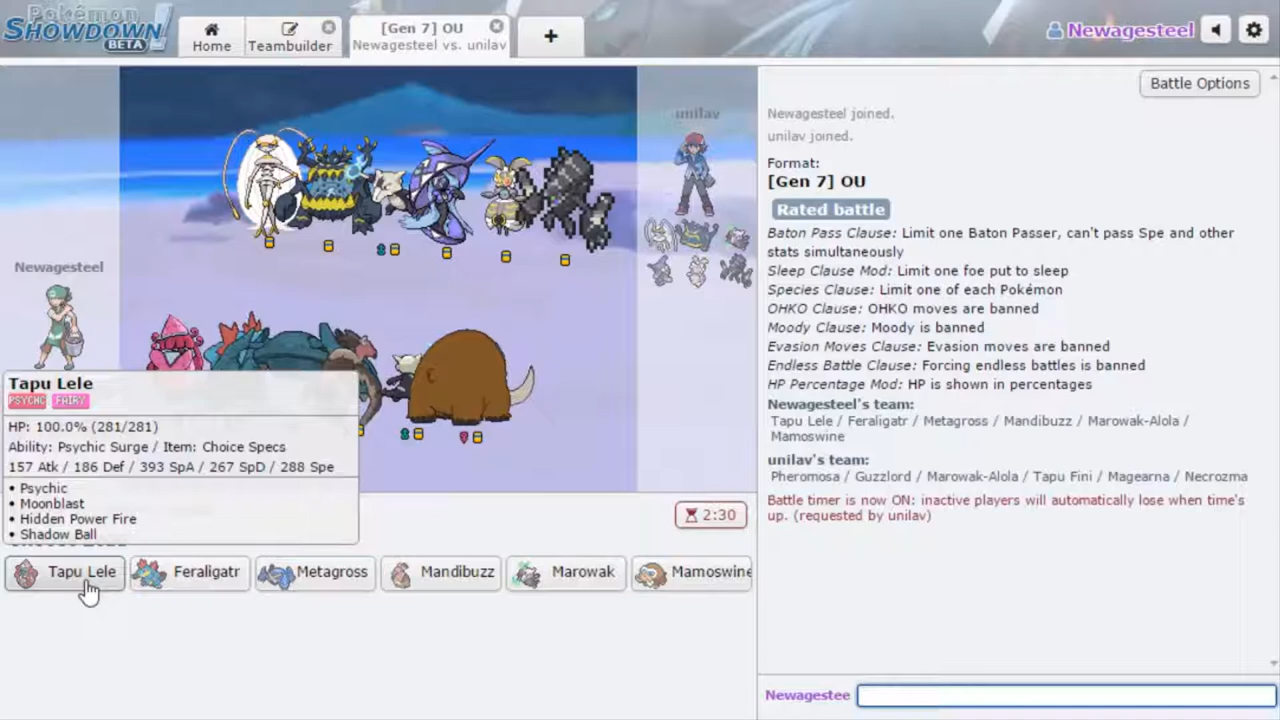 Pokémon
SHOWDOWN!
BETA
Home
Teambuilder
[Gen 7] OU
Newagesteel vs. unilav
+
Newagesteel
Battle Options
unilav
Newagesteel
Newagesteel joined.
unilav joined.
Format:
[Gen 7] OU
Rated battle
Baton Pass Clause: Limit one Baton Passer, can't pass Spe and other
stats simultaneously
Sleep Clause Mod: Limit one foe put to sleep
Species Clause: Limit one of each Pokémon
OHKO Clause: OHKO moves are banned
Moody Clause: Moody is banned
Evasion Moves Clause: Evasion moves are banned
Endless Battle Clause: Forcing endless battles is banned
HP Percentage Mod: HP is shown in percentages
Newagesteel's team:
Tapu Lele / Feraligatr / Metagross / Mandibuzz / Marowak-Alola /
Mamoswine
unilav's team:
Pheromosa / Guzzlord / Marowak-Alola / Tapu Fini / Magearna / Necrozma
Battle timer is now ON: inactive players will automatically lose when time's
up. (requested by unilav)
Tapu Lele
PSYCHC FAIRY
HP: 100.0% (281/281)
Ability: Psychic Surge / Item: Choice Specs
157 Atk / 186 Def / 393 SpA / 267 SpD / 288 Spe
• Psychic
• Moonblast
• Hidden Power Fire
• Shadow Ball
2:30
Tapu Lele
Feraligatr
Metagross
Mandibuzz
Marowak
Mamoswine
Newagestee